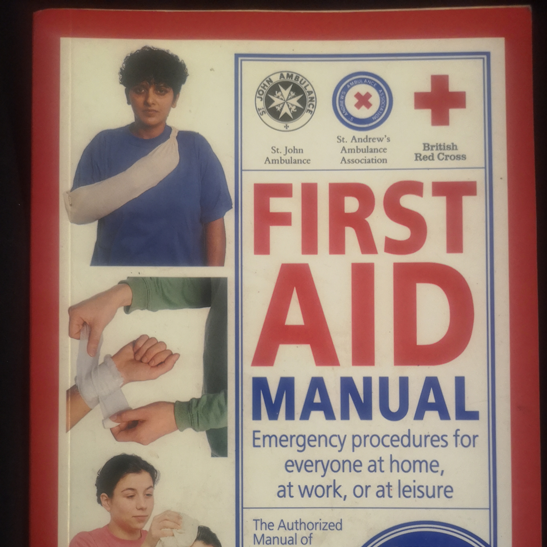 ST. JOHN AMBULANCE
St. John
Ambulance
St. Andrew's
Ambulance
Association
British
Red Cross
FIRST
AID
MANUAL
Emergency procedures for
everyone at home,
at work, or at leisure
The Authorized
Manual of